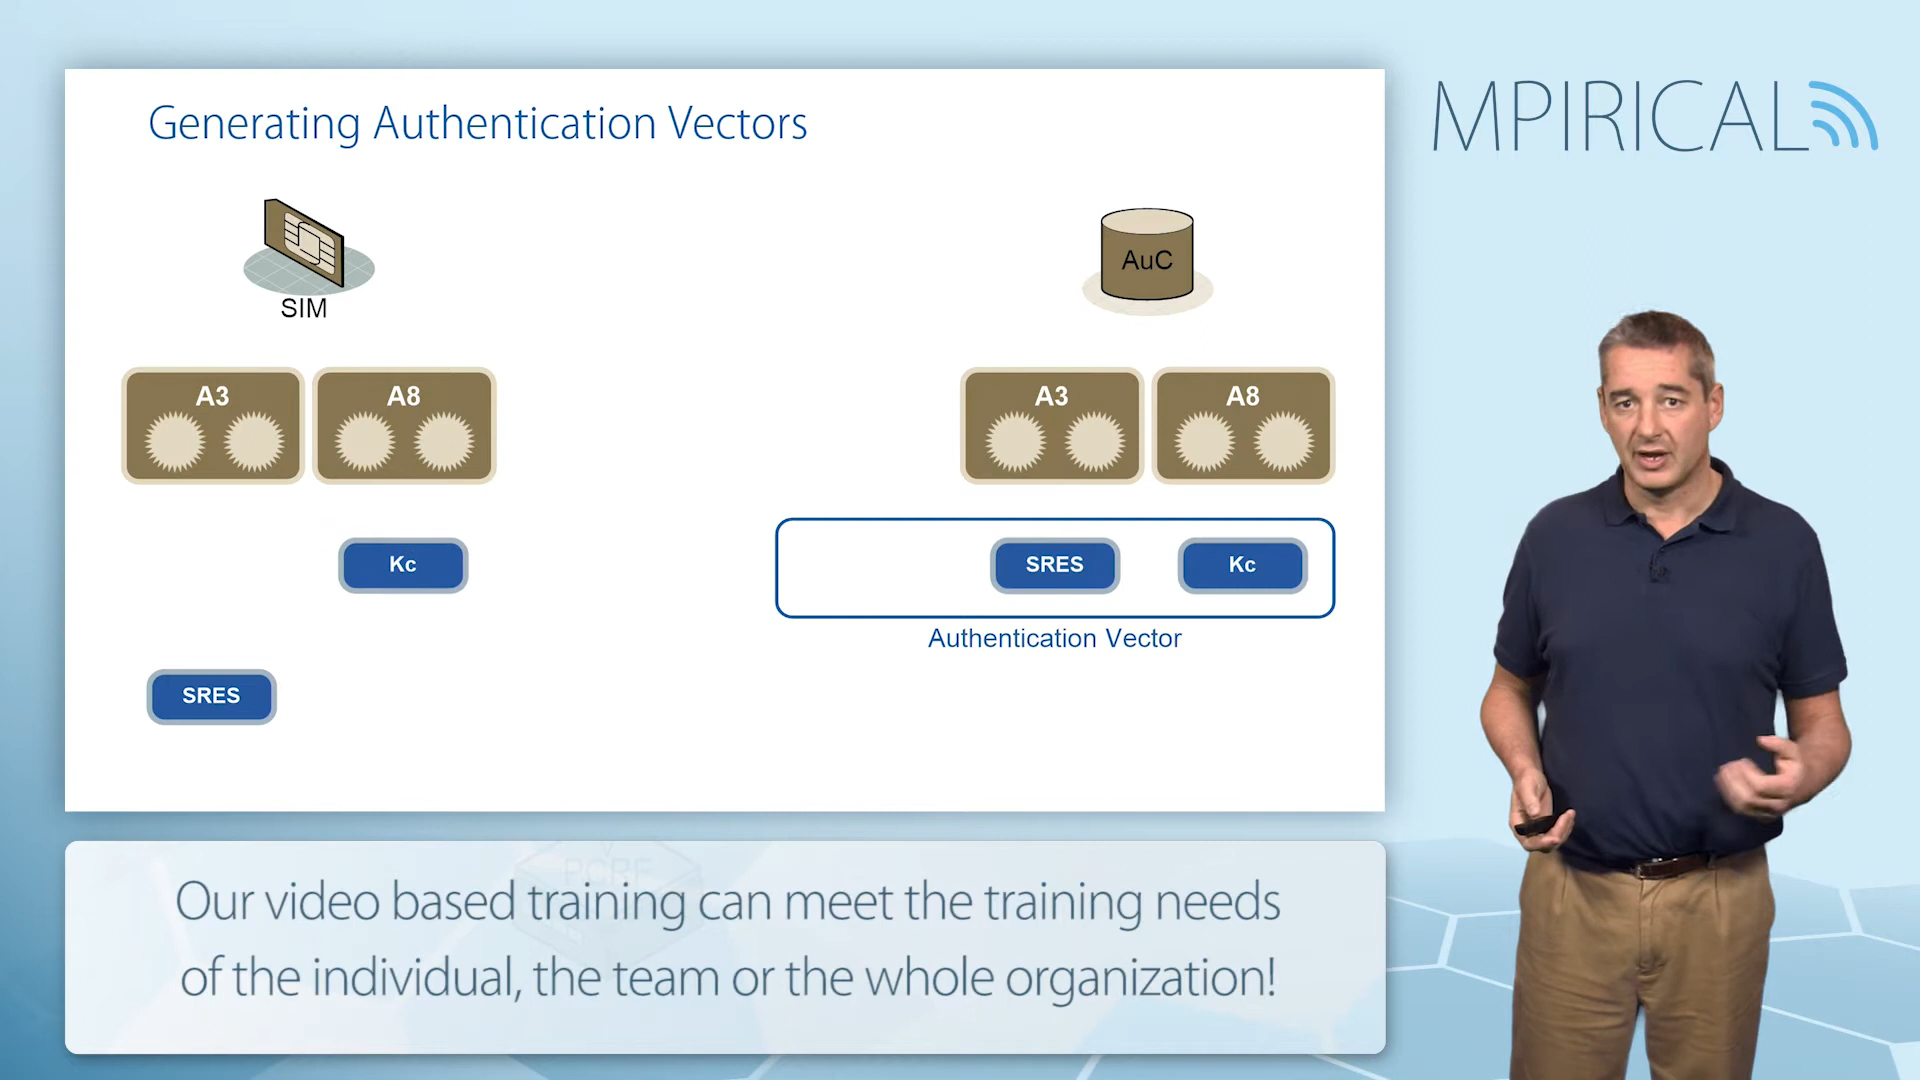 Generating Authentication Vectors
MPIRICAL
SIM
AuC
A3
A8
A3
A8
Kc
SRES
Kc
Authentication Vector
SRES
PCRF
Our video based training can meet the training needs
of the individual, the team or the whole organization!